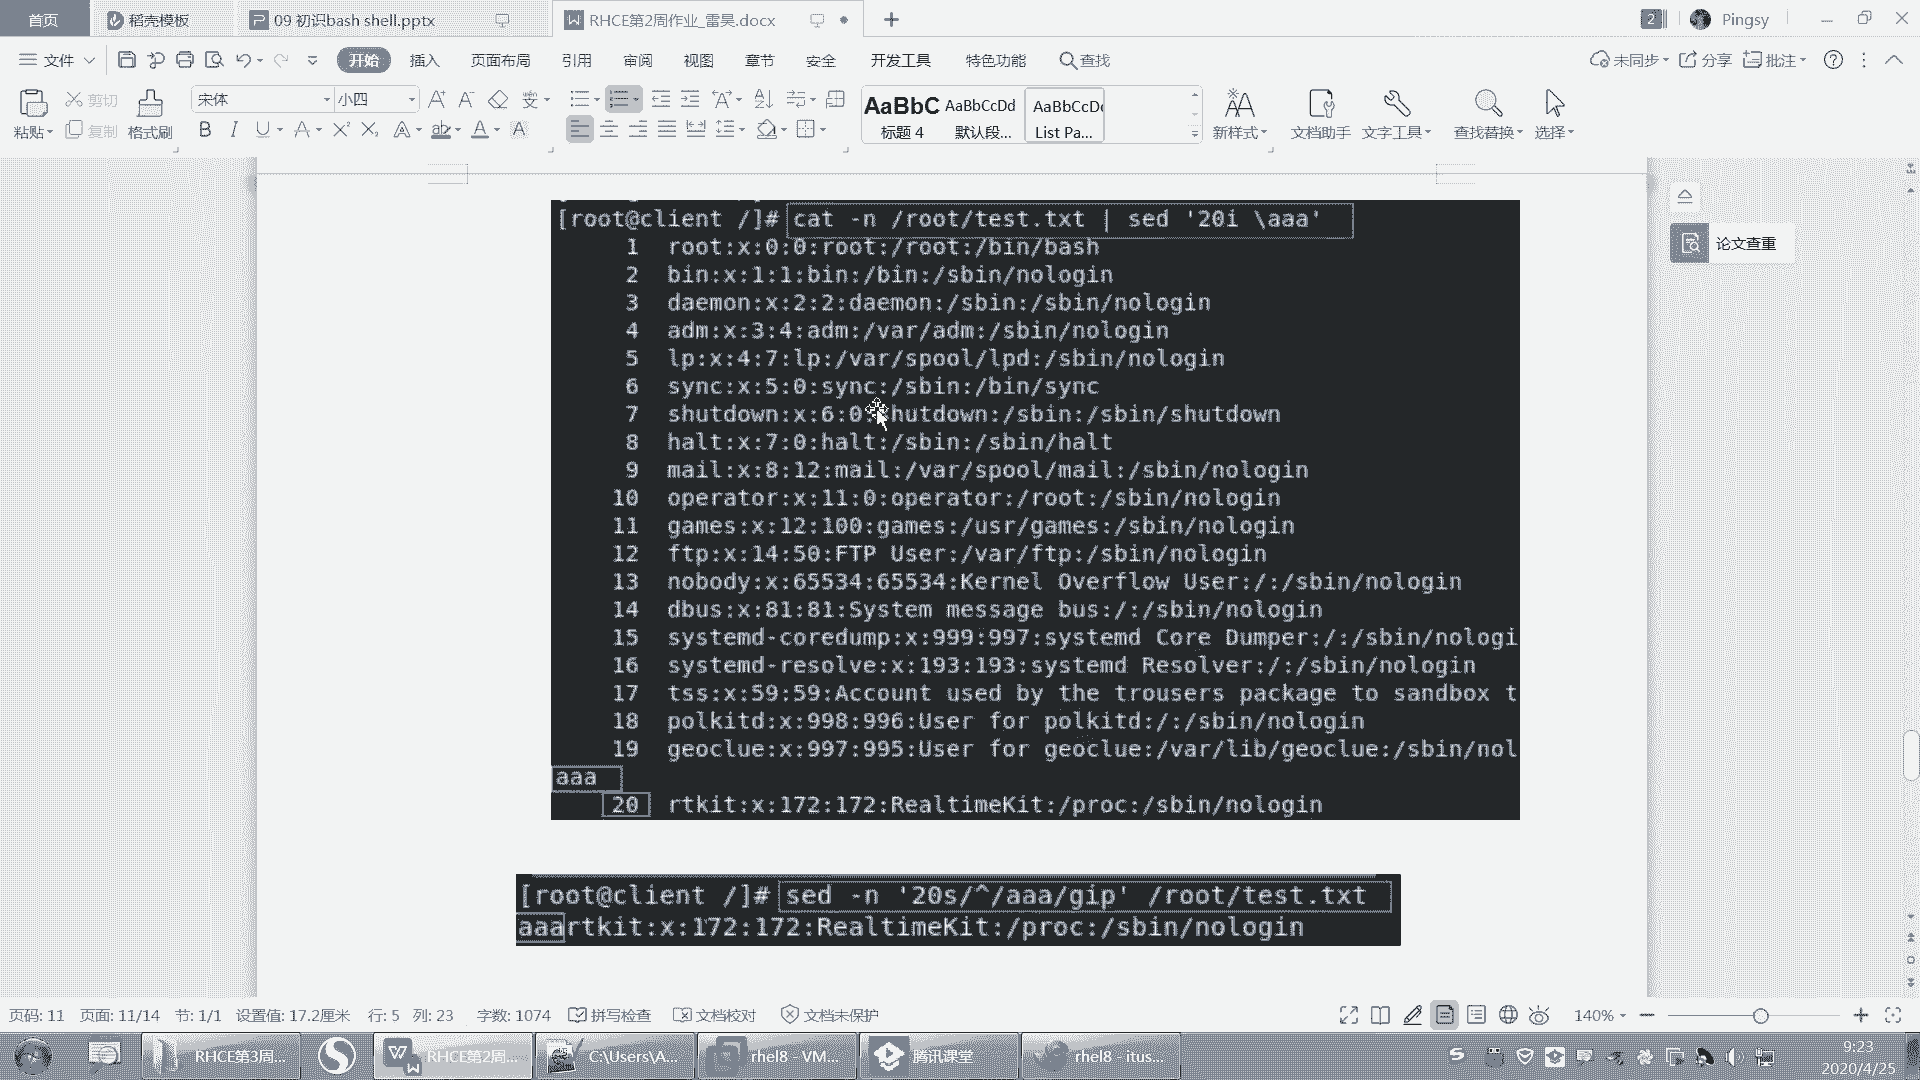 首页 稻壳模板 09 初识bash shell.pptx RHCE第2周作业_雷昊.docx 2 Pingsy
文件 开始 插入 页面布局 引用 审阅 视图 章节 安全 开发工具 特色功能 查找 未同步 分享 批注
粘贴 剪切 复制 格式刷 宋体 小四 AaBbC AaBbCcDd AaBbCcD 新样式 文档助手 文字工具 查找替换 选择
标题 4 默认段... List Pa...
论文查重
[root@client /]# cat -n /root/test.txt | sed '20i \aaa'
1 root:x:0:0:root:/root:/bin/bash
2 bin:x:1:1:bin:/bin:/sbin/nologin
3 daemon:x:2:2:daemon:/sbin:/sbin/nologin
4 adm:x:3:4:adm:/var/adm:/sbin/nologin
5 lp:x:4:7:lp:/var/spool/lpd:/sbin/nologin
6 sync:x:5:0:sync:/sbin:/bin/sync
7 shutdown:x:6:0:shutdown:/sbin:/sbin/shutdown
8 halt:x:7:0:halt:/sbin:/sbin/halt
9 mail:x:8:12:mail:/var/spool/mail:/sbin/nologin
10 operator:x:11:0:operator:/root:/sbin/nologin
11 games:x:12:100:games:/usr/games:/sbin/nologin
12 ftp:x:14:50:FTP User:/var/ftp:/sbin/nologin
13 nobody:x:65534:65534:Kernel Overflow User:/:/sbin/nologin
14 dbus:x:81:81:System message bus:/:/sbin/nologin
15 systemd-coredump:x:999:997:systemd Core Dumper:/:/sbin/nologi
16 systemd-resolve:x:193:193:systemd Resolver:/:/sbin/nologin
17 tss:x:59:59:Account used by the trousers package to sandbox t
18 polkitd:x:998:996:User for polkitd:/:/sbin/nologin
19 geoclue:x:997:995:User for geoclue:/var/lib/geoclue:/sbin/nol
aaa
20 rtkit:x:172:172:RealtimeKit:/proc:/sbin/nologin
[root@client /]# sed -n '20s/^/aaa/gip' /root/test.txt
aaartkit:x:172:172:RealtimeKit:/proc:/sbin/nologin
页码: 11 页面: 11/14 节: 1/1 设置值: 17.2厘米 行: 5 列: 23 字数: 1074 拼写检查 文档校对 文档未保护 140%
RHCE第3周... RHCE第2周... C:\Users\A... rhel8 - VM... 腾讯课堂 rhel8 - itus... 9:23
2020/4/25